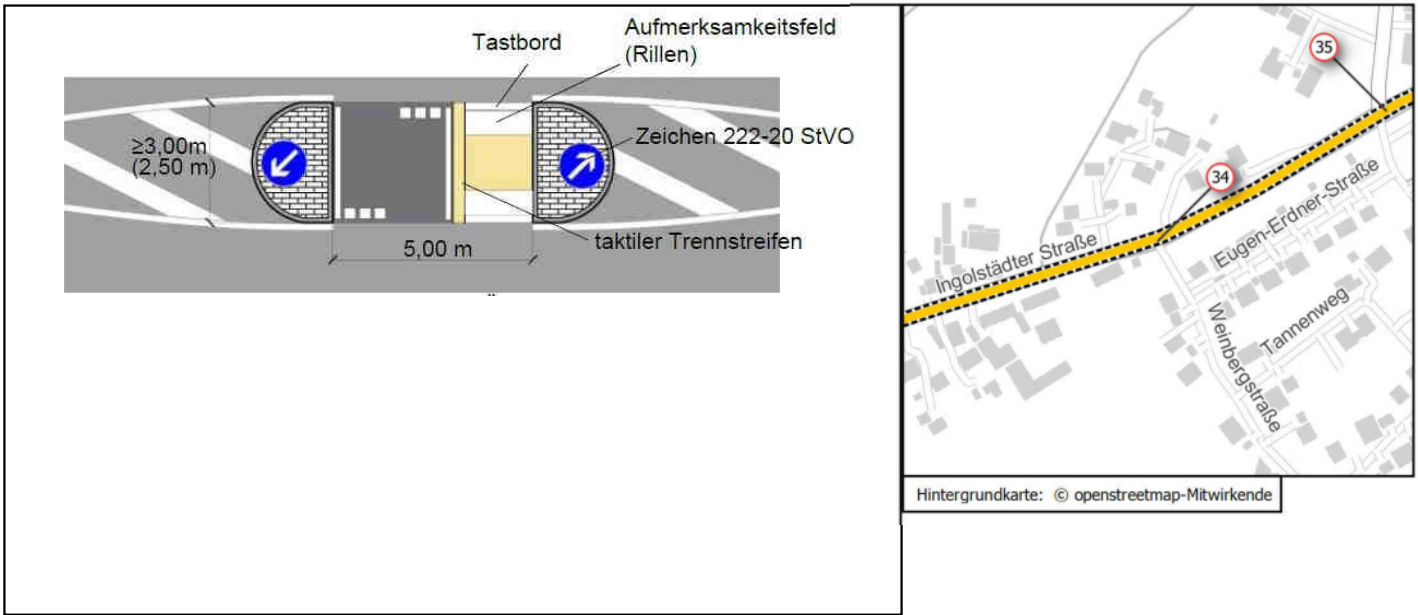 Tastbord
Aufmerksamkeitsfeld
(Rillen)
≥3,00m
(2,50 m)
Zeichen 222-20 StVO
taktiler Trennstreifen
5,00 m
35
34
Ingolstädter Straße
Eugen-Erdner-Straße
Tannenweg
Weinbergstraße
Hintergrundkarte: © openstreetmap-Mitwirkende